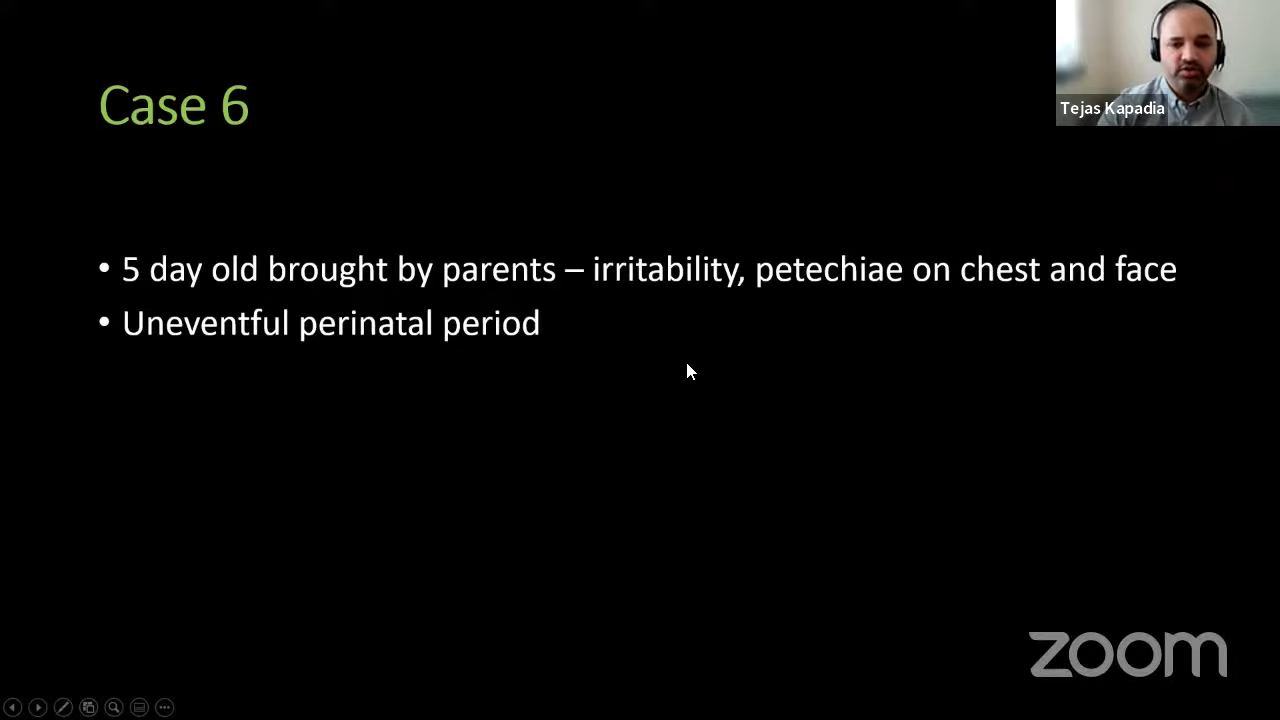 Case 6
Tejas Kapadia
• 5 day old brought by parents – irritability, petechiae on chest and face
• Uneventful perinatal period
zoom